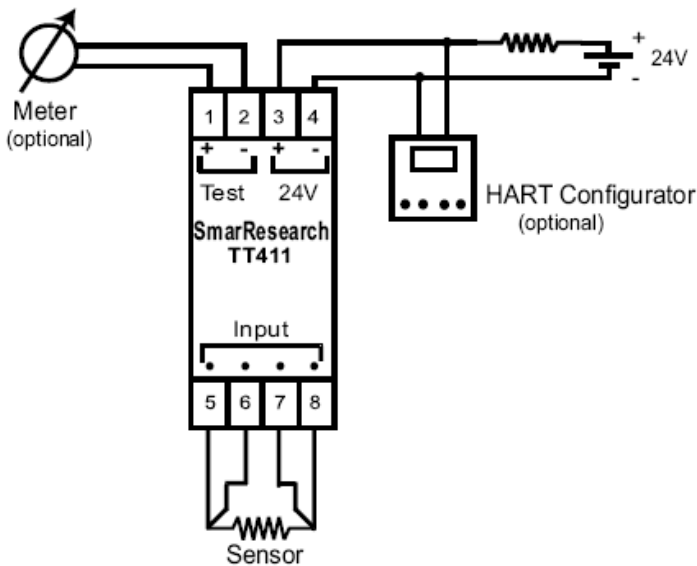 +
24V
-
Meter
(optional)
1 2 3 4
+ - + -
Test 24V
HART Configurator
(optional)
SmarResearch
TT411
Input
5 6 7 8
Sensor